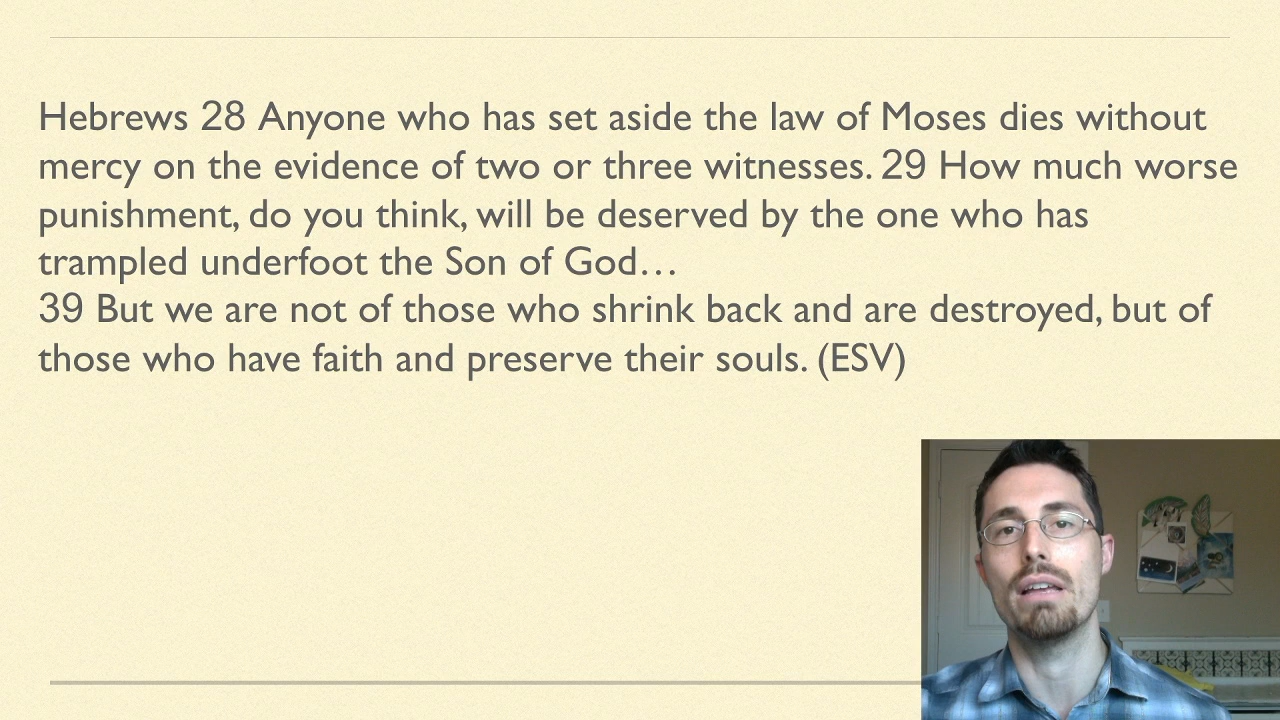 Hebrews 28 Anyone who has set aside the law of Moses dies without
mercy on the evidence of two or three witnesses. 29 How much worse
punishment, do you think, will be deserved by the one who has
trampled underfoot the Son of God…
39 But we are not of those who shrink back and are destroyed, but of
those who have faith and preserve their souls. (ESV)